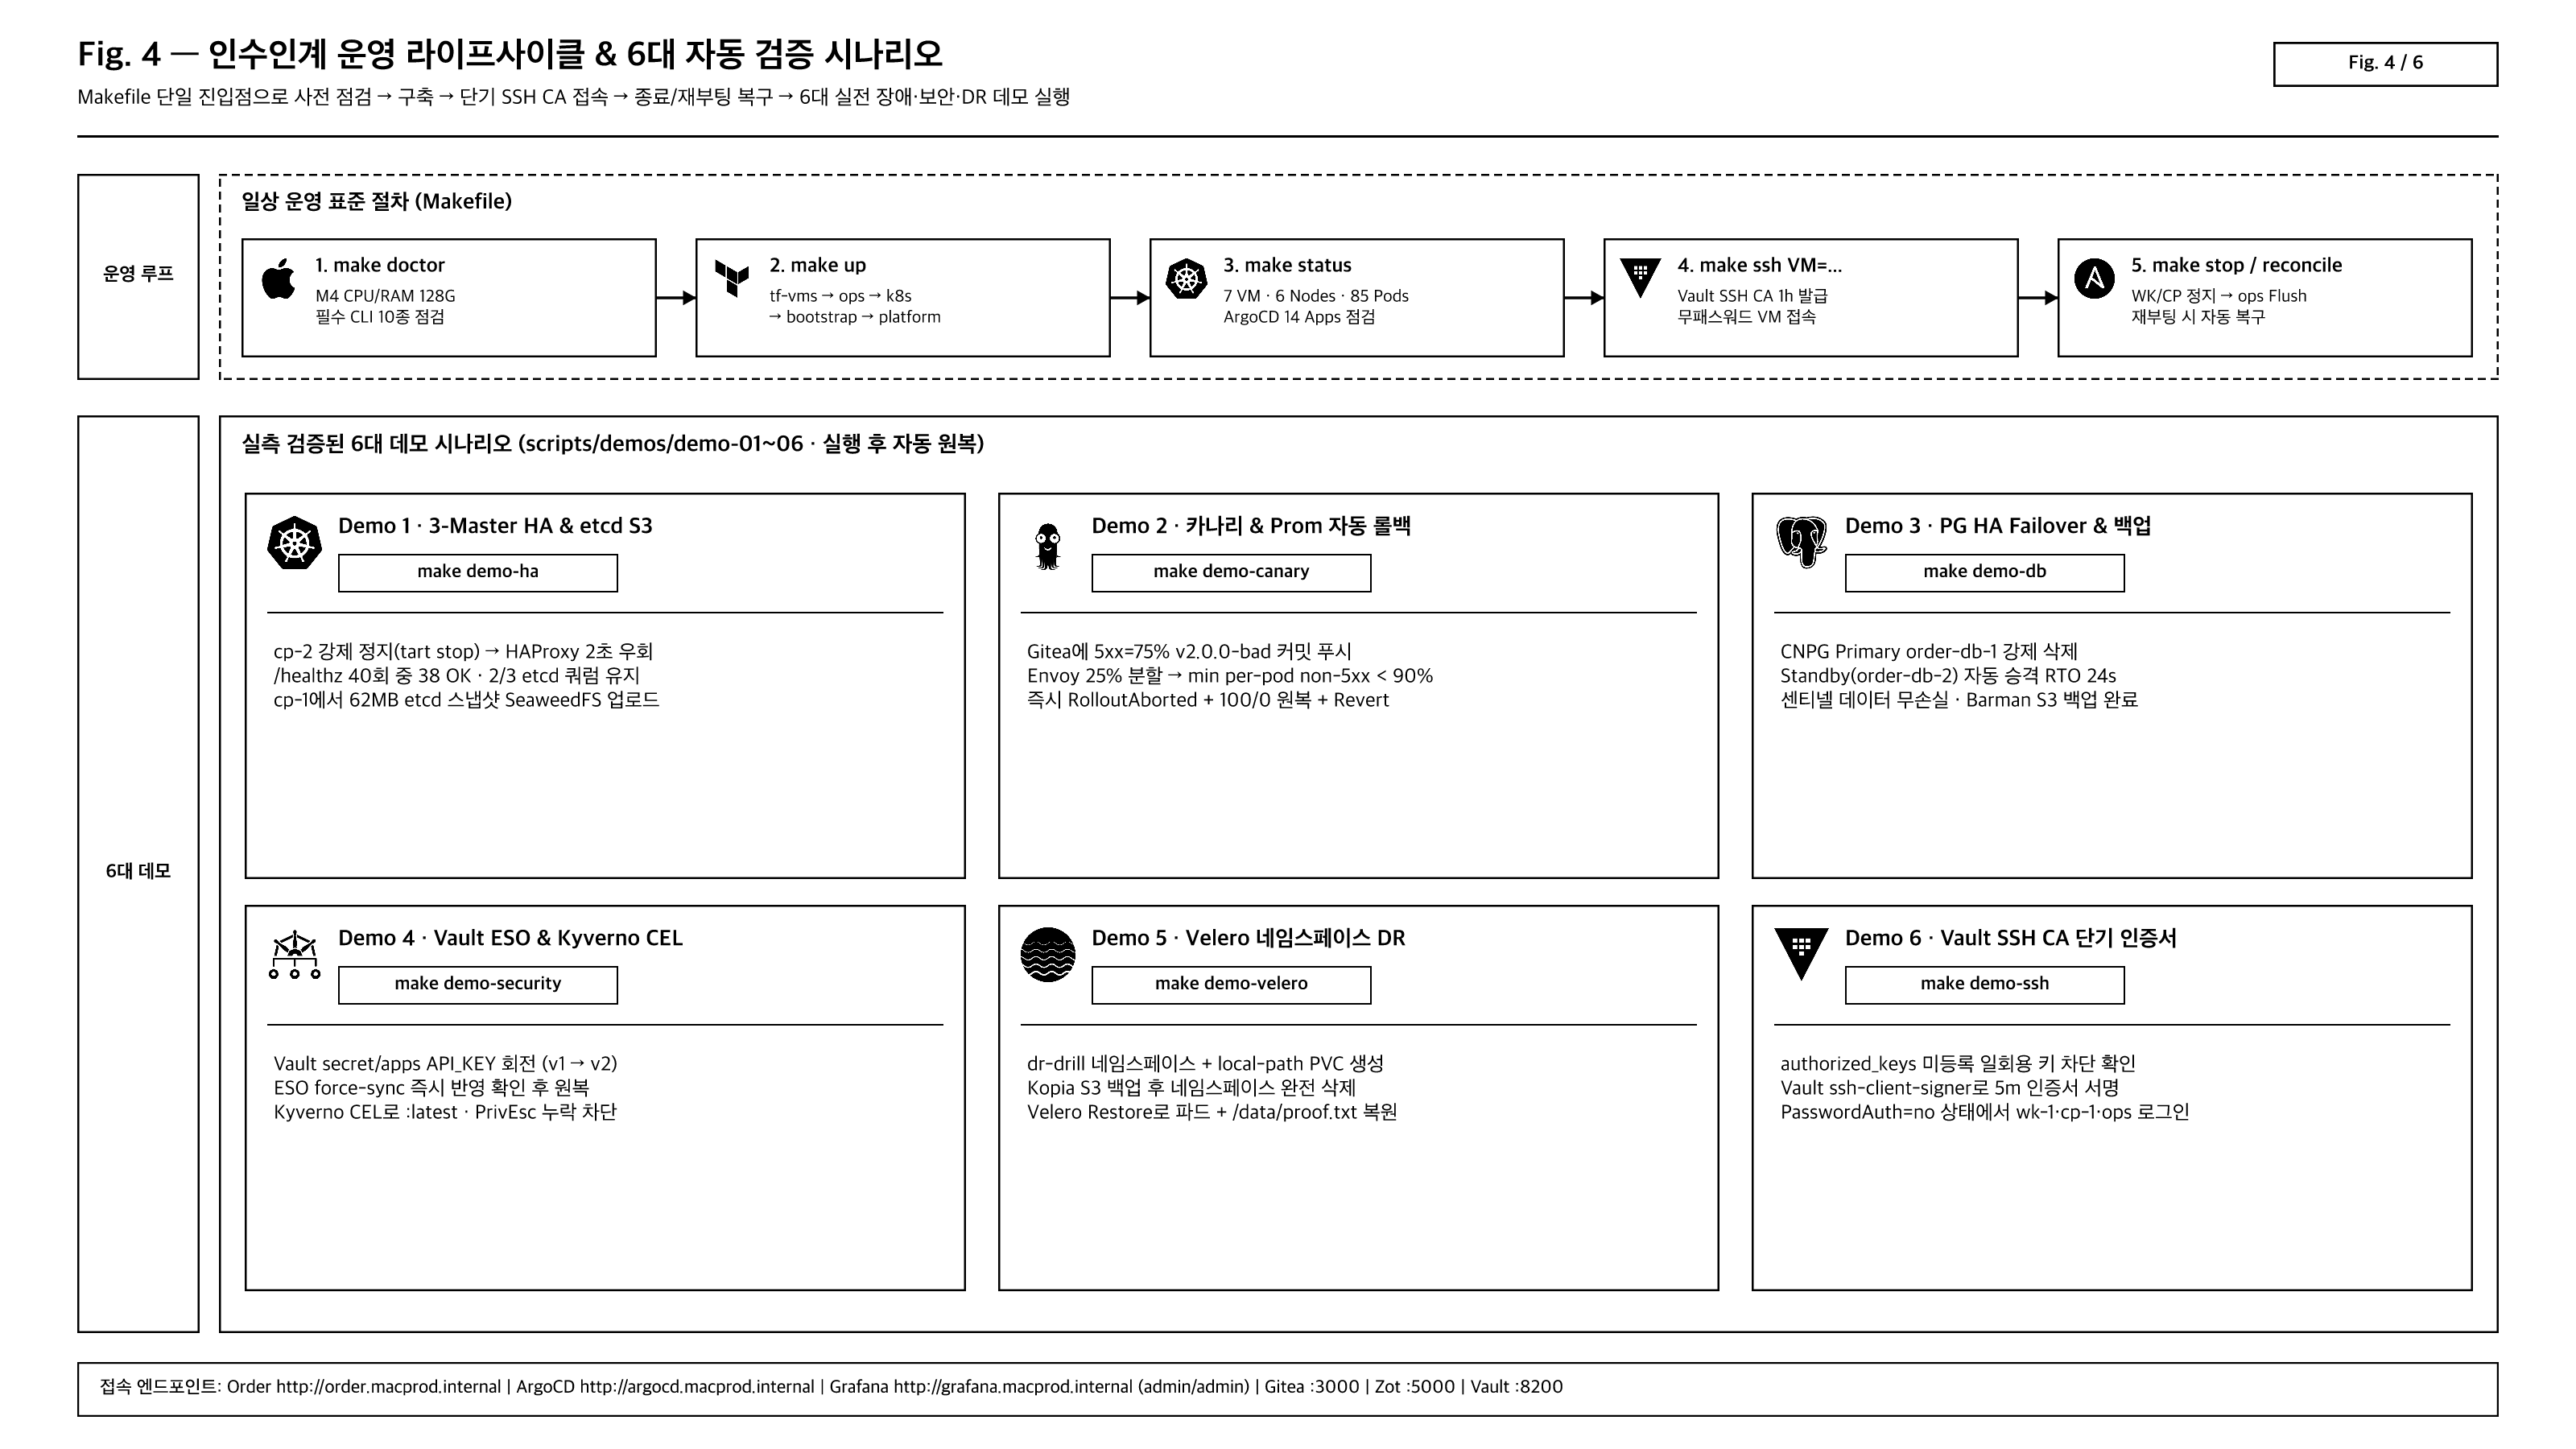 Fig. 4 — 인수인계 운영 라이프사이클 & 6대 자동 검증 시나리오
Fig. 4 / 6
Makefile 단일 진입점으로 사전 점검 → 구축 → 단기 SSH CA 접속 → 종료/재부팅 복구 → 6대 실전 장애·보안·DR 데모 실행
운영 루프
일상 운영 표준 절차 (Makefile)
1. make doctor
M4 CPU/RAM 128G
필수 CLI 10종 점검
2. make up
tf-vms → ops → k8s
→ bootstrap → platform
3. make status
7 VM · 6 Nodes · 85 Pods
ArgoCD 14 Apps 점검
4. make ssh VM=...
Vault SSH CA 1h 발급
무패스워드 VM 접속
5. make stop / reconcile
WK/CP 정지 → ops Flush
재부팅 시 자동 복구
6대 데모
실측 검증된 6대 데모 시나리오 (scripts/demos/demo-01~06 · 실행 후 자동 원복)
Demo 1 · 3-Master HA & etcd S3
make demo-ha
cp-2 강제 정지(tart stop) → HAProxy 2초 우회
/healthz 40회 중 38 OK · 2/3 etcd 쿼럼 유지
cp-1에서 62MB etcd 스냅샷 SeaweedFS 업로드
Demo 2 · 카나리 & Prom 자동 롤백
make demo-canary
Gitea에 5xx=75% v2.0.0-bad 커밋 푸시
Envoy 25% 분할 → min per-pod non-5xx < 90%
즉시 RolloutAborted + 100/0 원복 + Revert
Demo 3 · PG HA Failover & 백업
make demo-db
CNPG Primary order-db-1 강제 삭제
Standby(order-db-2) 자동 승격 RTO 24s
센티넬 데이터 무손실 · Barman S3 백업 완료
Demo 4 · Vault ESO & Kyverno CEL
make demo-security
Vault secret/apps API_KEY 회전 (v1 → v2)
ESO force-sync 즉시 반영 확인 후 원복
Kyverno CEL로 :latest · PrivEsc 누락 차단
Demo 5 · Velero 네임스페이스 DR
make demo-velero
dr-drill 네임스페이스 + local-path PVC 생성
Kopia S3 백업 후 네임스페이스 완전 삭제
Velero Restore로 파드 + /data/proof.txt 복원
Demo 6 · Vault SSH CA 단기 인증서
make demo-ssh
authorized_keys 미등록 일회용 키 차단 확인
Vault ssh-client-signer로 5m 인증서 서명
PasswordAuth=no 상태에서 wk-1·cp-1·ops 로그인
접속 엔드포인트: Order http://order.macprod.internal | ArgoCD http://argocd.macprod.internal | Grafana http://grafana.macprod.internal (admin/admin) | Gitea :3000 | Zot :5000 | Vault :8200